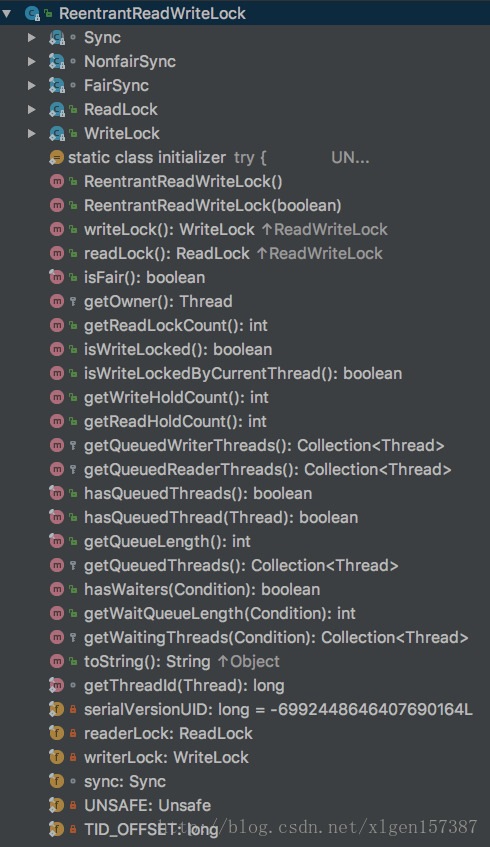 ReentrantReadWriteLock
Sync
NonfairSync
FairSync
ReadLock
WriteLock
static class initializer try { UN...
ReentrantReadWriteLock()
ReentrantReadWriteLock(boolean)
writeLock(): WriteLock ↑ReadWriteLock
readLock(): ReadLock ↑ReadWriteLock
isFair(): boolean
getOwner(): Thread
getReadLockCount(): int
isWriteLocked(): boolean
isWriteLockedByCurrentThread(): boolean
getWriteHoldCount(): int
getReadHoldCount(): int
getQueuedWriterThreads(): Collection<Thread>
getQueuedReaderThreads(): Collection<Thread>
hasQueuedThreads(): boolean
hasQueuedThread(Thread): boolean
getQueueLength(): int
getQueuedThreads(): Collection<Thread>
hasWaiters(Condition): boolean
getWaitQueueLength(Condition): int
getWaitingThreads(Condition): Collection<Thread>
toString(): String ↑Object
getThreadId(Thread): long
serialVersionUID: long = -6992448646407690164L
readerLock: ReadLock
writerLock: WriteLock
sync: Sync
UNSAFE: Unsafe
TID_OFFSET: long
http://blog.csdn.net/xlgen157387